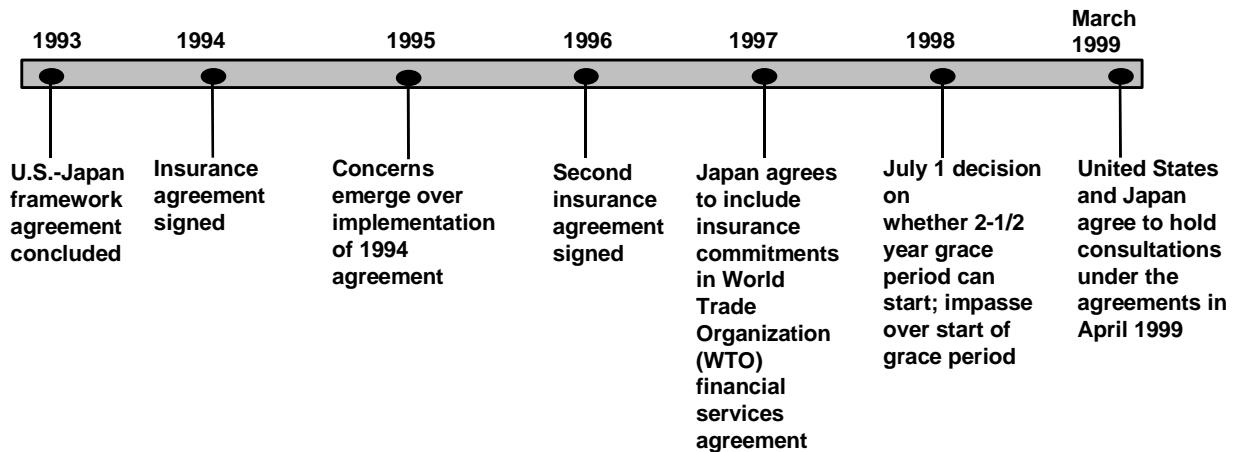 1993
U.S.-Japan
framework
agreement
concluded
1994
Insurance
agreement
signed
1995
Concerns
emerge over
implementation
of 1994
agreement
1996
Second
insurance
agreement
signed
1997
Japan agrees
to include
insurance
commitments
in World
Trade
Organization
(WTO)
financial
services
agreement
1998
July 1 decision
on
whether 2-1/2
year grace
period can
start; impasse
over start of
grace period
March
1999
United States
and Japan
agree to hold
consultations
under the
agreements in
April 1999